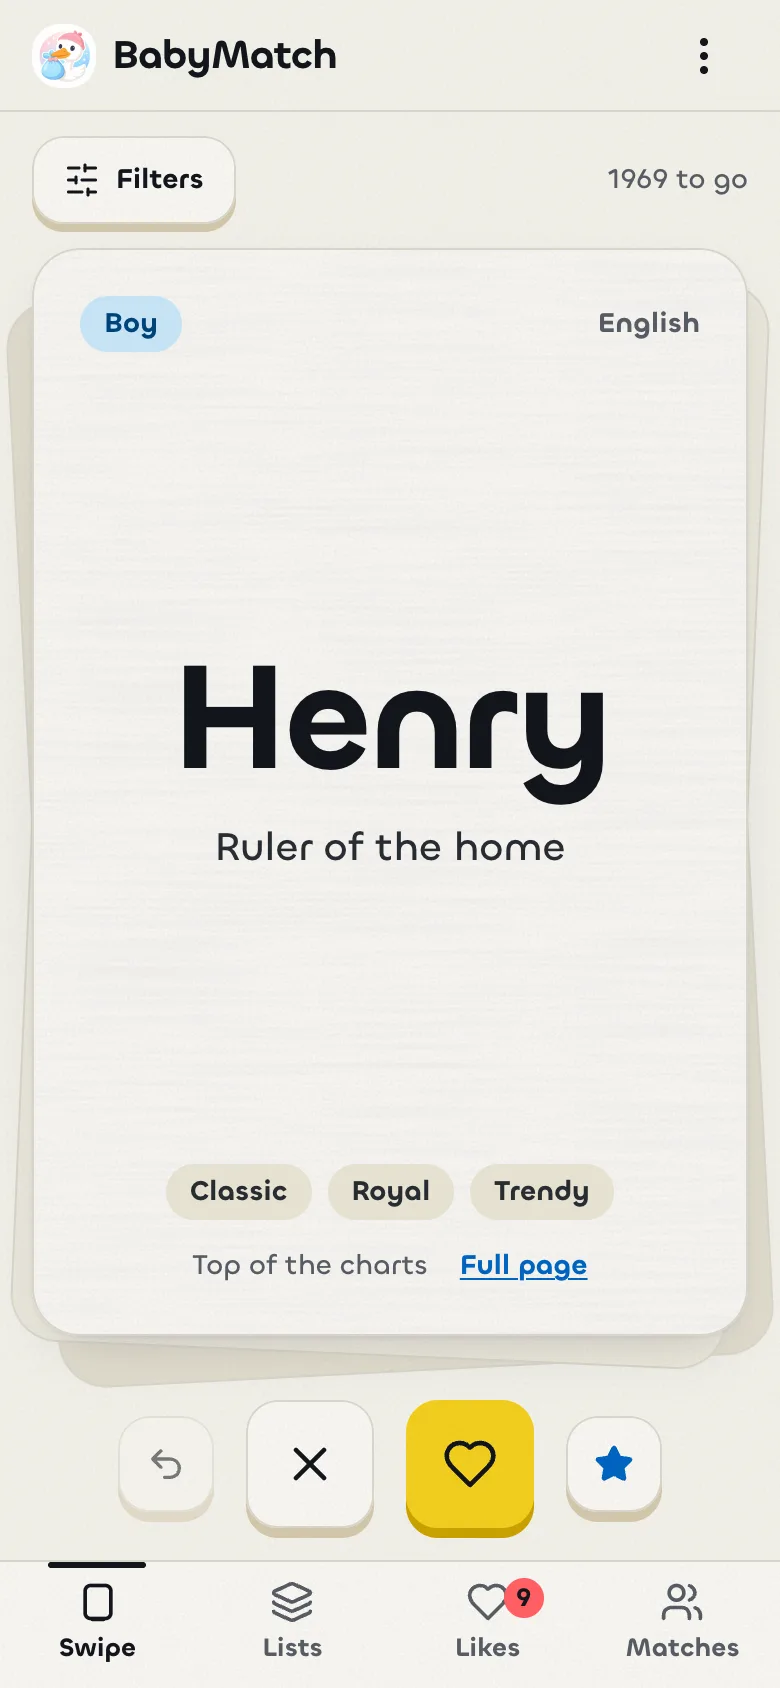 BabyMatch
Filters
1969 to go
Boy
English
Henry
Ruler of the home
Classic
Royal
Trendy
Top of the charts
Full page
9
Swipe
Lists
Likes
Matches